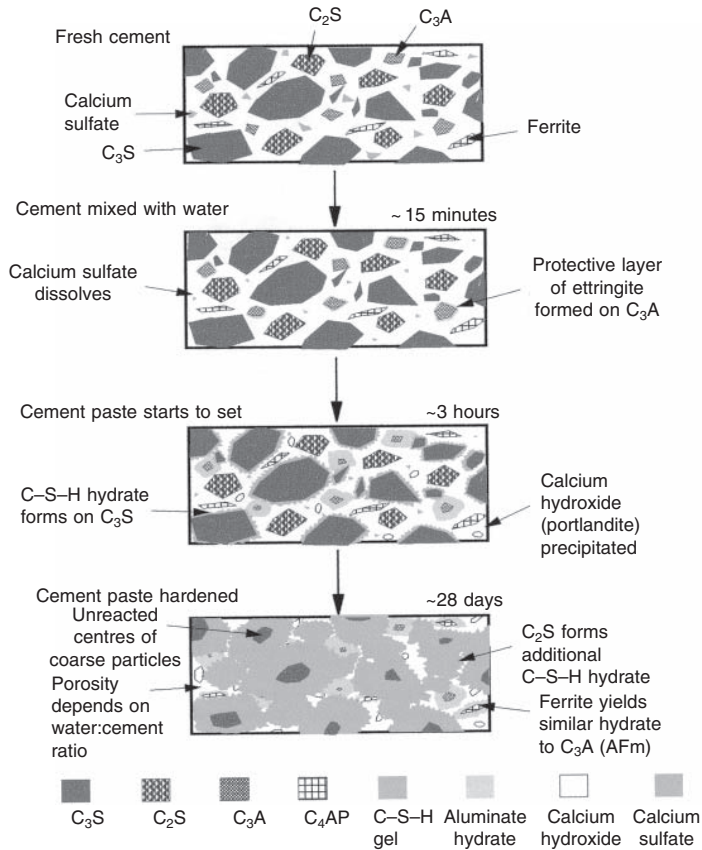 Fresh cement
C₂S
C₃A
Calcium
sulfate
C₃S
Ferrite
Cement mixed with water
~ 15 minutes
Calcium sulfate
dissolves
Protective layer
of ettringite
formed on C₃A
Cement paste starts to set
~3 hours
C–S–H hydrate
forms on C₃S
Calcium
hydroxide
(portlandite)
precipitated
Cement paste hardened
~28 days
Unreacted
centres of
coarse particles
Porosity
depends on
water:cement
ratio
C₂S forms
additional
C–S–H hydrate
Ferrite yields
similar hydrate
to C₃A (AFm)
C₃S
C₂S
C₃A
C₄AP
C–S–H
gel
Aluminate
hydrate
Calcium
hydroxide
Calcium
sulfate